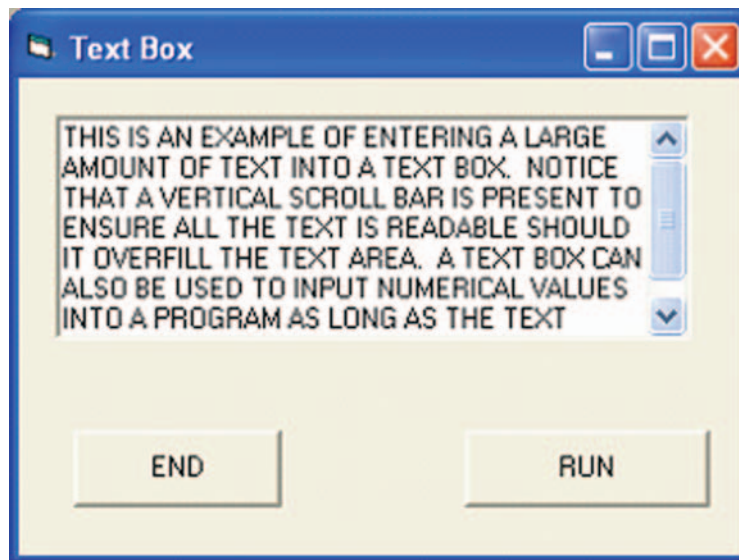 Text Box
THIS IS AN EXAMPLE OF ENTERING A LARGE
AMOUNT OF TEXT INTO A TEXT BOX.  NOTICE
THAT A VERTICAL SCROLL BAR IS PRESENT TO
ENSURE ALL THE TEXT IS READABLE SHOULD
IT OVERFILL THE TEXT AREA.  A TEXT BOX CAN
ALSO BE USED TO INPUT NUMERICAL VALUES
INTO A PROGRAM AS LONG AS THE TEXT
END RUN